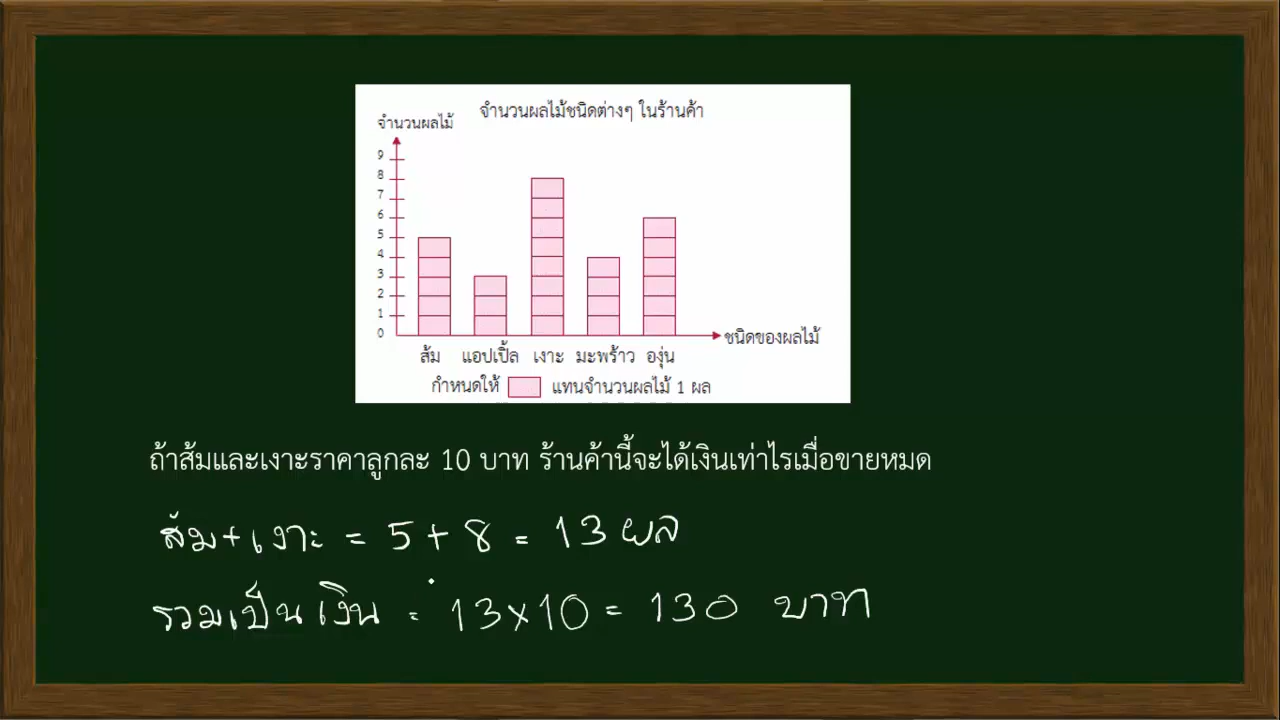 จำนวนผลไม้ชนิดต่างๆ ในร้านค้า
จำนวนผลไม้
9
8
7
6
5
4
3
2
1
0
ชนิดของผลไม้
ส้ม แอปเปิ้ล เงาะ มะพร้าว องุ่น
กำหนดให้ แทนจำนวนผลไม้ 1 ผล
ถ้าส้มและเงาะราคาลูกละ 10 บาท ร้านค้านี้จะได้เงินเท่าไรเมื่อขายหมด
ส้ม+เงาะ = 5+8 = 13 ผล
รวมเป็นเงิน = 13×10 = 130 บาท